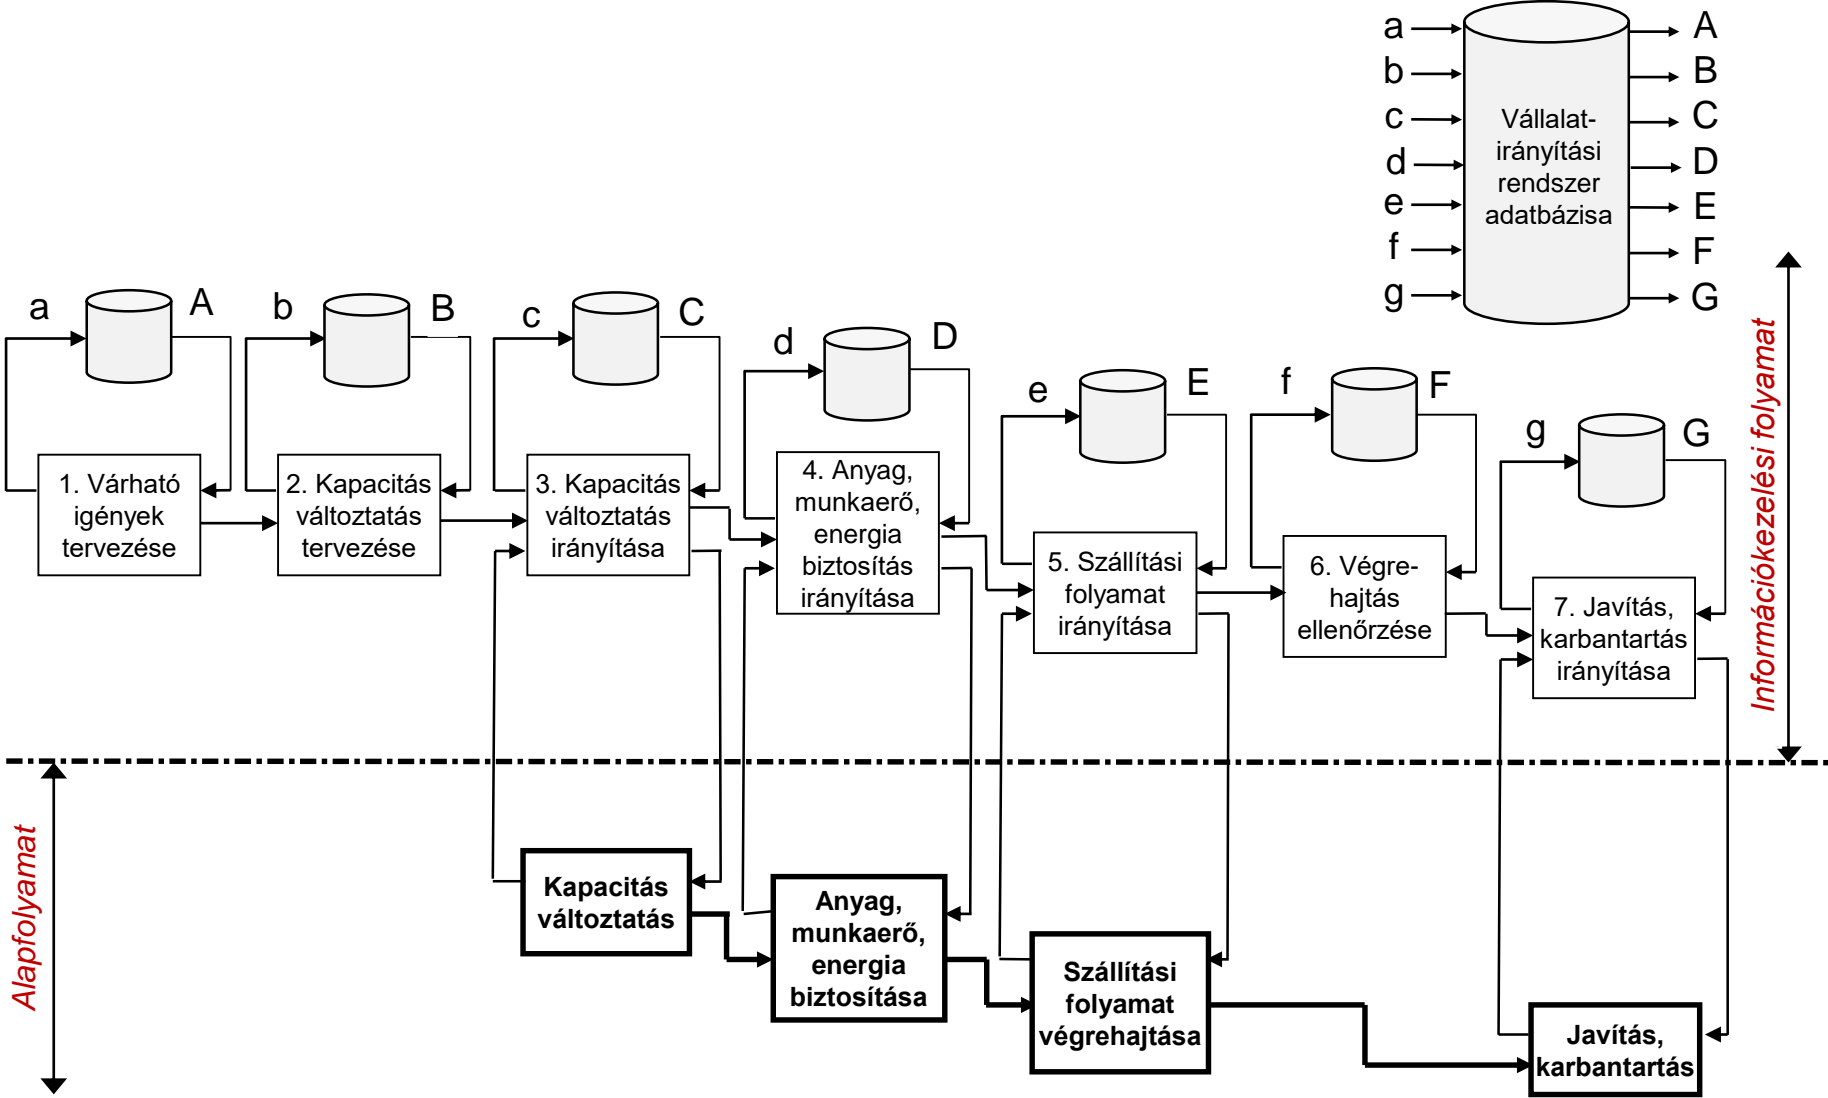 a A
b B
c C
d D
e E
f F
g G
Vállalat-
irányítási
rendszer
adatbázisa
a A
b B
c C
d D
e E
f F
g G
1. Várható
igények
tervezése
2. Kapacitás
változtatás
tervezése
3. Kapacitás
változtatás
irányítása
4. Anyag,
munkaerő,
energia
biztosítás
irányítása
5. Szállítási
folyamat
irányítása
6. Végre-
hajtás
ellenőrzése
7. Javítás,
karbantartás
irányítása
Információkezelési folyamat
Alapfolyamat
Kapacitás
változtatás
Anyag,
munkaerő,
energia
biztosítása
Szállítási
folyamat
végrehajtása
Javítás,
karbantartás